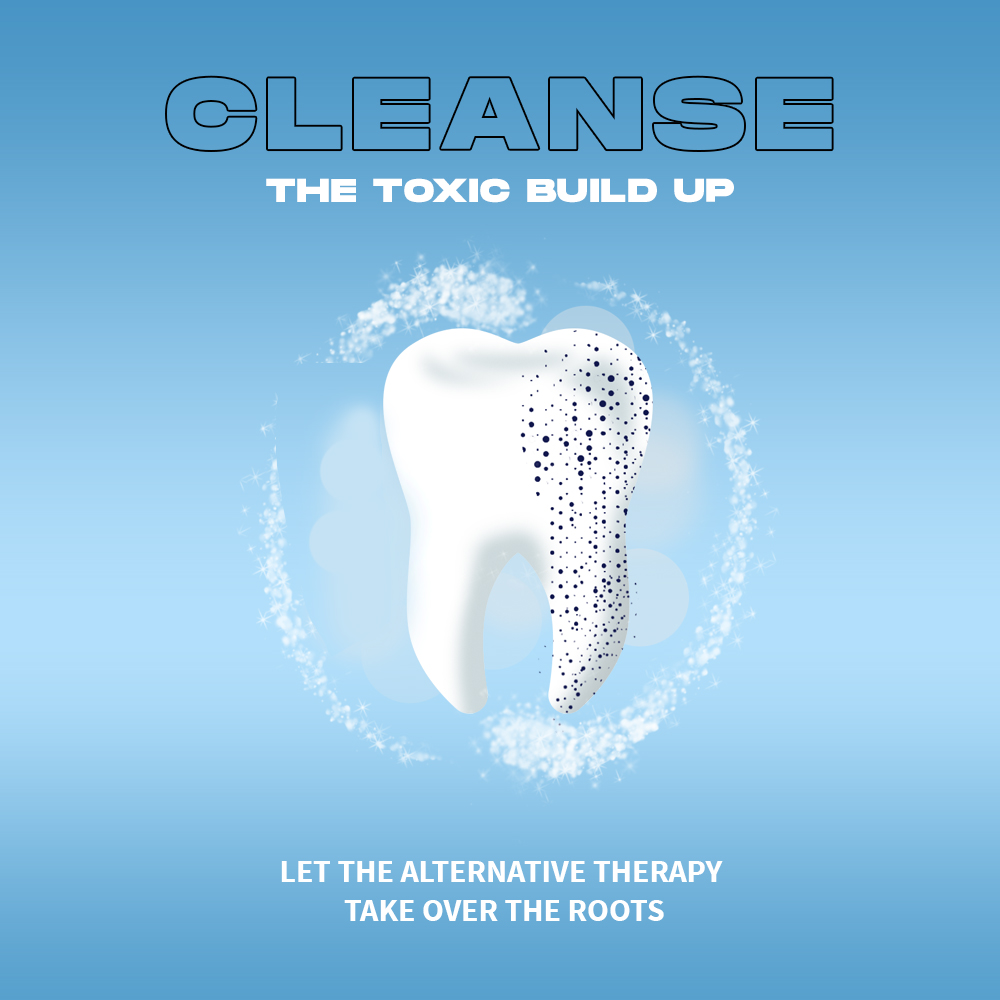 CLEANSE
THE TOXIC BUILD UP
LET THE ALTERNATIVE THERAPY
TAKE OVER THE ROOTS